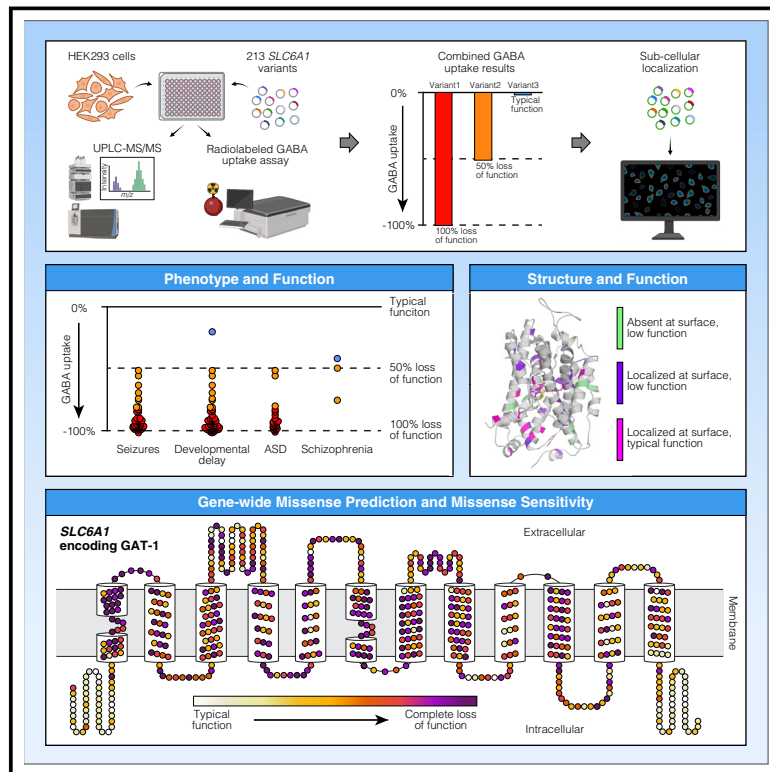 HEK293 cells
213 SLC6A1
variants
UPLC-MS/MS
Intensity
m/z
Radiolabeled GABA
uptake assay
Combined GABA
uptake results
Variant1 Variant2 Variant3
0%
Typical
function
GABA uptake
50% loss
of function
-100%
100% loss
of function
Sub-cellular
localization
Phenotype and Function
0%
Typical
funciton
GABA uptake
50% loss
of function
-100%
100% loss
of function
Seizures
Developmental
delay
ASD
Schizophrenia
Structure and Function
Absent at surface,
low function
Localized at surface,
low function
Localized at surface,
typical function
Gene-wide Missense Prediction and Missense Sensitivity
SLC6A1
encoding GAT-1
Extracellular
Membrane
Typical
function
Complete loss
of function
Intracellular